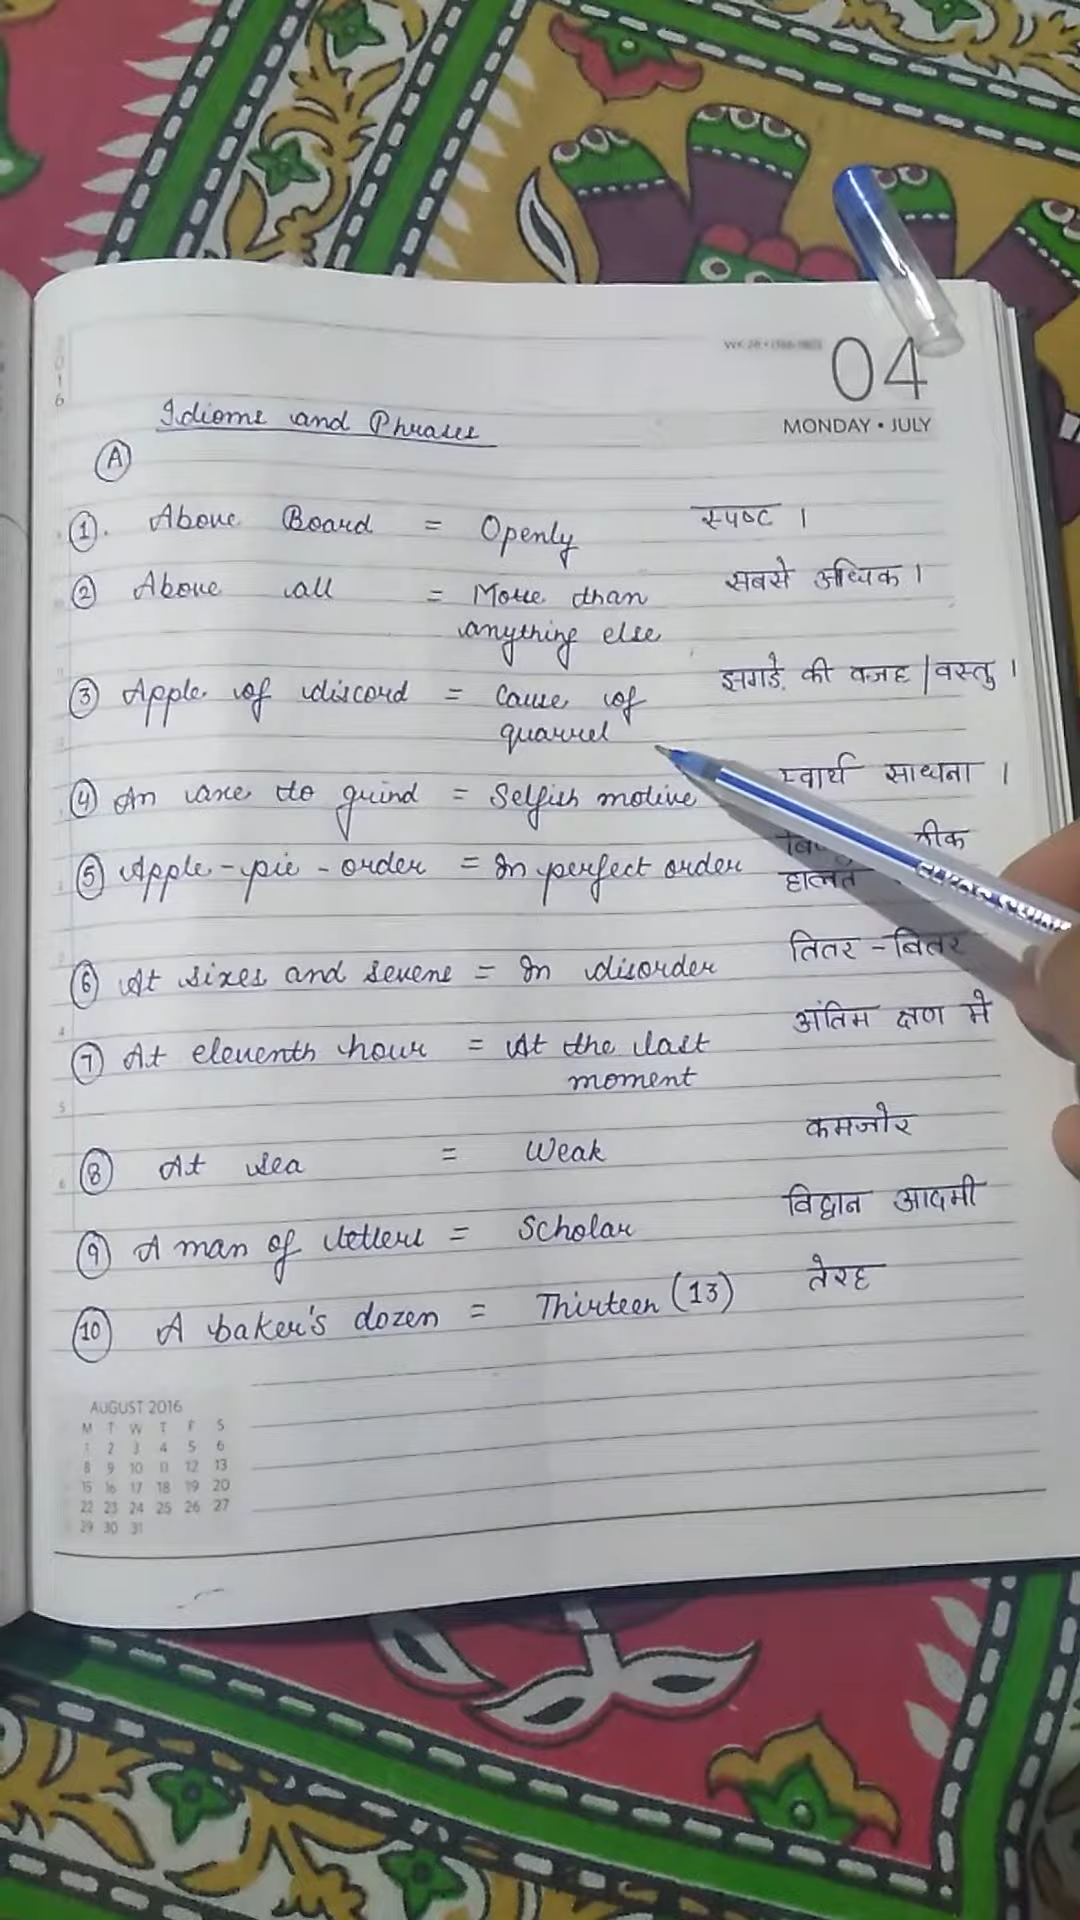 2016
04
MONDAY • JULY
Idioms and Phrases
A
1. Above Board = Openly स्पष्ट ।
2 Above all = More than सबसे अधिक ।
anything else
3 Apple of discord = Cause of झगडे की वजह / वस्तु ।
quarrel
4 An axe to grind = Selfish motive स्वार्थ साधना ।
5 Apple-pie-order = In perfect order ठीक
हालत
6 At sixes and sevens = In disorder तितर-बितर
7 At eleventh hour = At the last अंतिम क्षण मे
moment
8 At sea = Weak कमजोर
9 A man of letters = Scholar विद्वान आदमी
10 A baker's dozen = Thirteen (13) तेरह
AUGUST 2016
M T W T F S
1 2 3 4 5 6
8 9 10 11 12 13
15 16 17 18 19 20
22 23 24 25 26 27
29 30 31